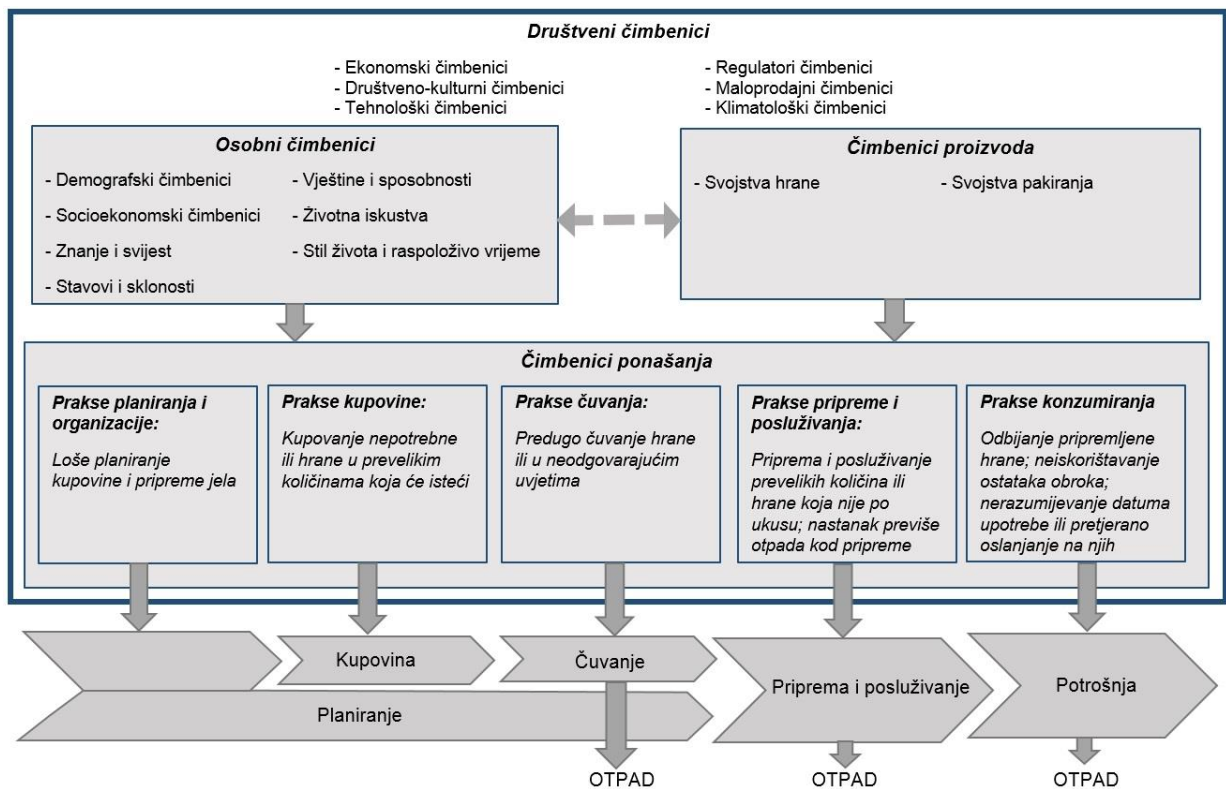 Društveni čimbenici
- Ekonomski čimbenici
- Društveno-kulturni čimbenici
- Tehnološki čimbenici
- Regulatori čimbenici
- Maloprodajni čimbenici
- Klimatološki čimbenici
Osobni čimbenici
- Demografski čimbenici
- Socioekonomski čimbenici
- Znanje i svijest
- Stavovi i sklonosti
- Vještine i sposobnosti
- Životna iskustva
- Stil života i raspoloživo vrijeme
Čimbenici proizvoda
- Svojstva hrane
- Svojstva pakiranja
Čimbenici ponašanja
Prakse planiranja i
organizacije:
Loše planiranje
kupovine i pripreme jela
Prakse kupovine:
Kupovanje nepotrebne
ili hrane u prevelikim
količinama koja će isteći
Prakse čuvanja:
Predugo čuvanje hrane
ili u neodgovarajućim
uvjetima
Prakse pripreme i
posluživanja:
Priprema i posluživanje
prevelikih količina ili
hrane koja nije po
ukusu; nastanak previše
otpada kod pripreme
Prakse konzumiranja
Odbijanje pripremljene
hrane; neiskorištavanje
ostataka obroka;
nerazumijevanje datuma
upotrebe ili pretjerano
oslanjanje na njih
Kupovina
Čuvanje
Planiranje
Priprema i posluživanje
Potrošnja
OTPAD
OTPAD
OTPAD